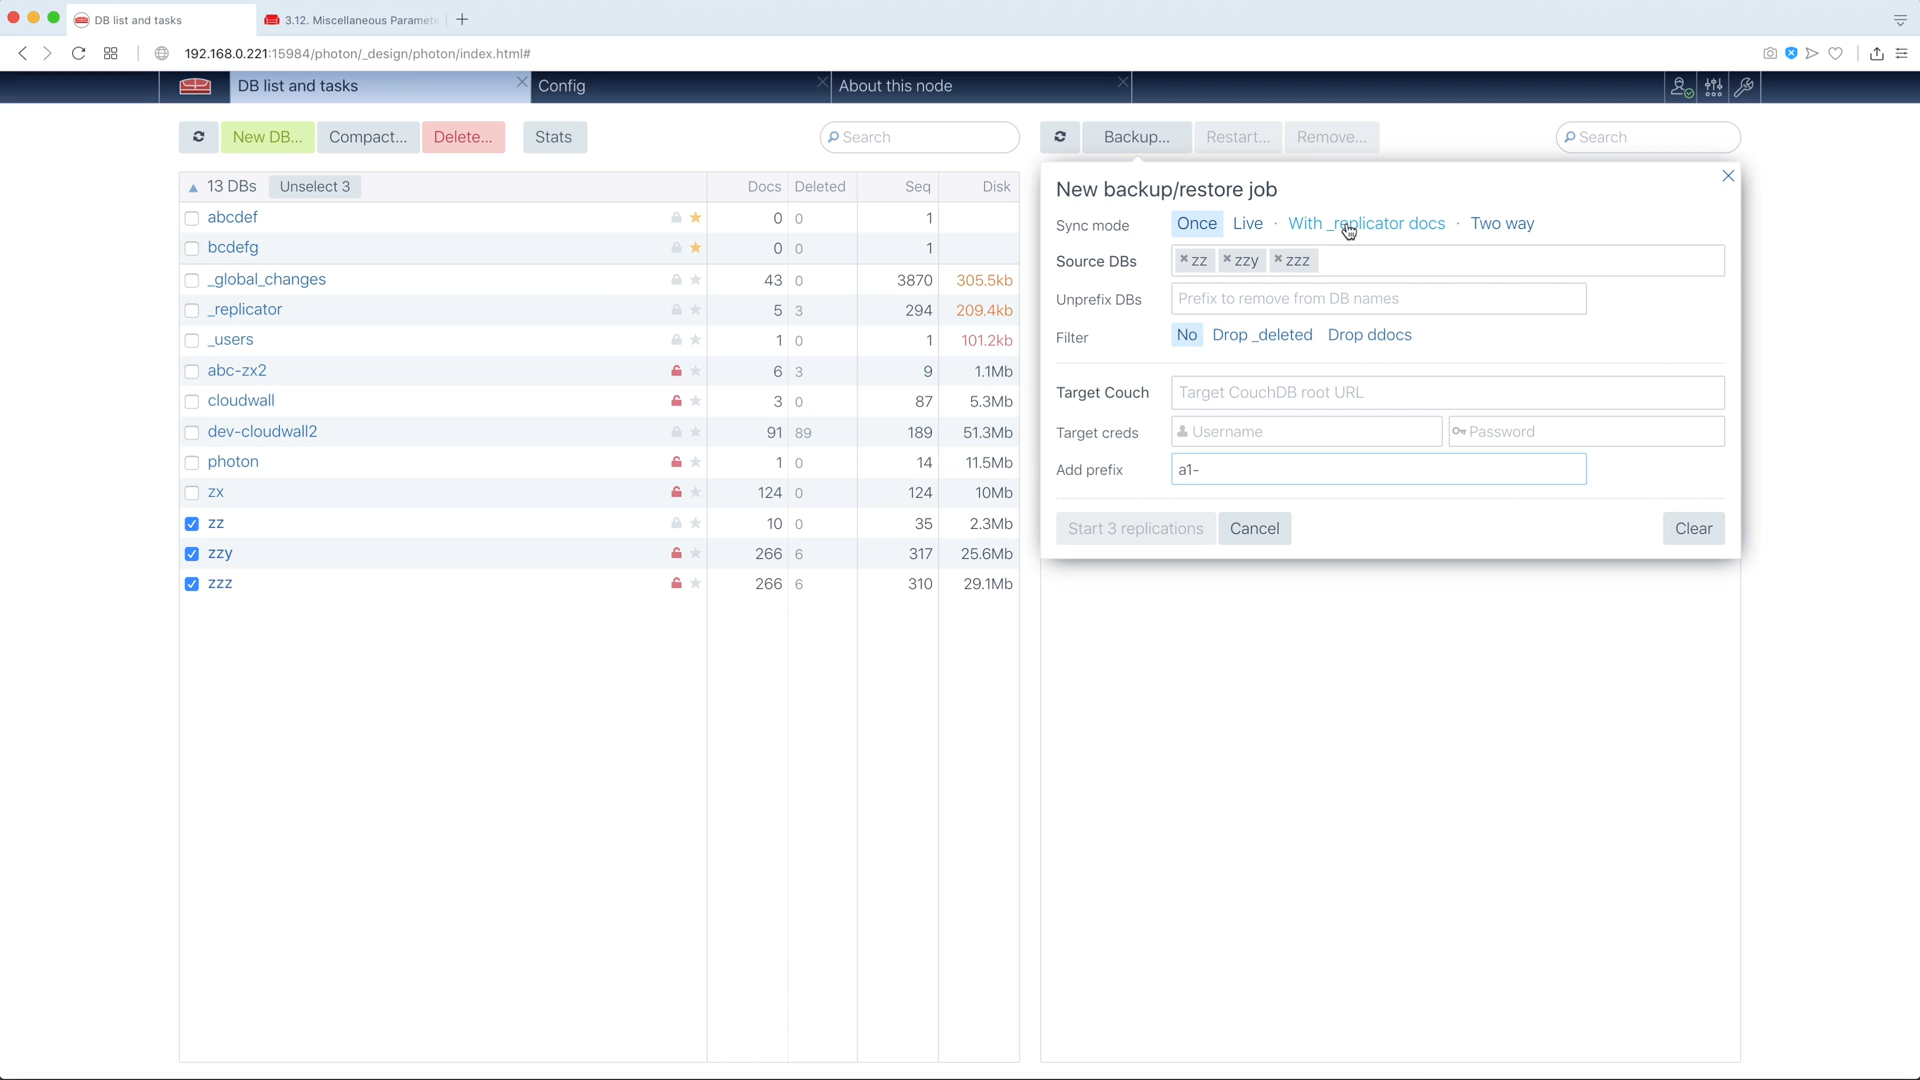 DB list and tasks
3.12. Miscellaneous Paramete
192.168.0.221:15984/photon/_design/photon/index.html#
DB list and tasks
Config
About this node
New DB...
Compact...
Delete...
Stats
Search
Backup...
Restart...
Remove...
Search
13 DBs
Unselect 3
Docs
Deleted
Seq
Disk
abcdef 0 0 1
bcdefg 0 0 1
_global_changes 43 0 3870 305.5kb
_replicator 5 3 294 209.4kb
_users 1 0 1 101.2kb
abc-zx2 6 3 9 1.1Mb
cloudwall 3 0 87 5.3Mb
dev-cloudwall2 91 89 189 51.3Mb
photon 1 0 14 11.5Mb
zx 124 0 124 10Mb
zz 10 0 35 2.3Mb
zzy 266 6 317 25.6Mb
zzz 266 6 310 29.1Mb
New backup/restore job
Sync mode Once Live · With _replicator docs · Two way
Source DBs × zz × zzy × zzz
Unprefix DBs Prefix to remove from DB names
Filter No Drop _deleted Drop ddocs
Target Couch Target CouchDB root URL
Target creds Username Password
Add prefix a1-
Start 3 replications Cancel Clear